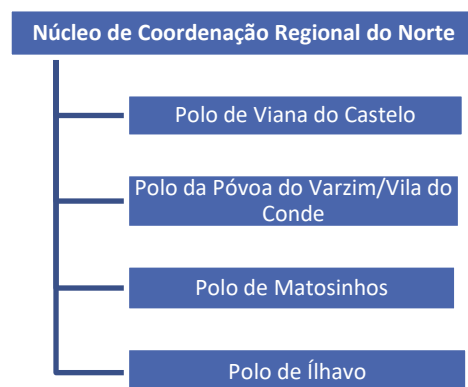 Núcleo de Coordenação Regional do Norte
Polo de Viana do Castelo
Polo da Póvoa do Varzim/Vila do
Conde
Polo de Matosinhos
Polo de Ílhavo